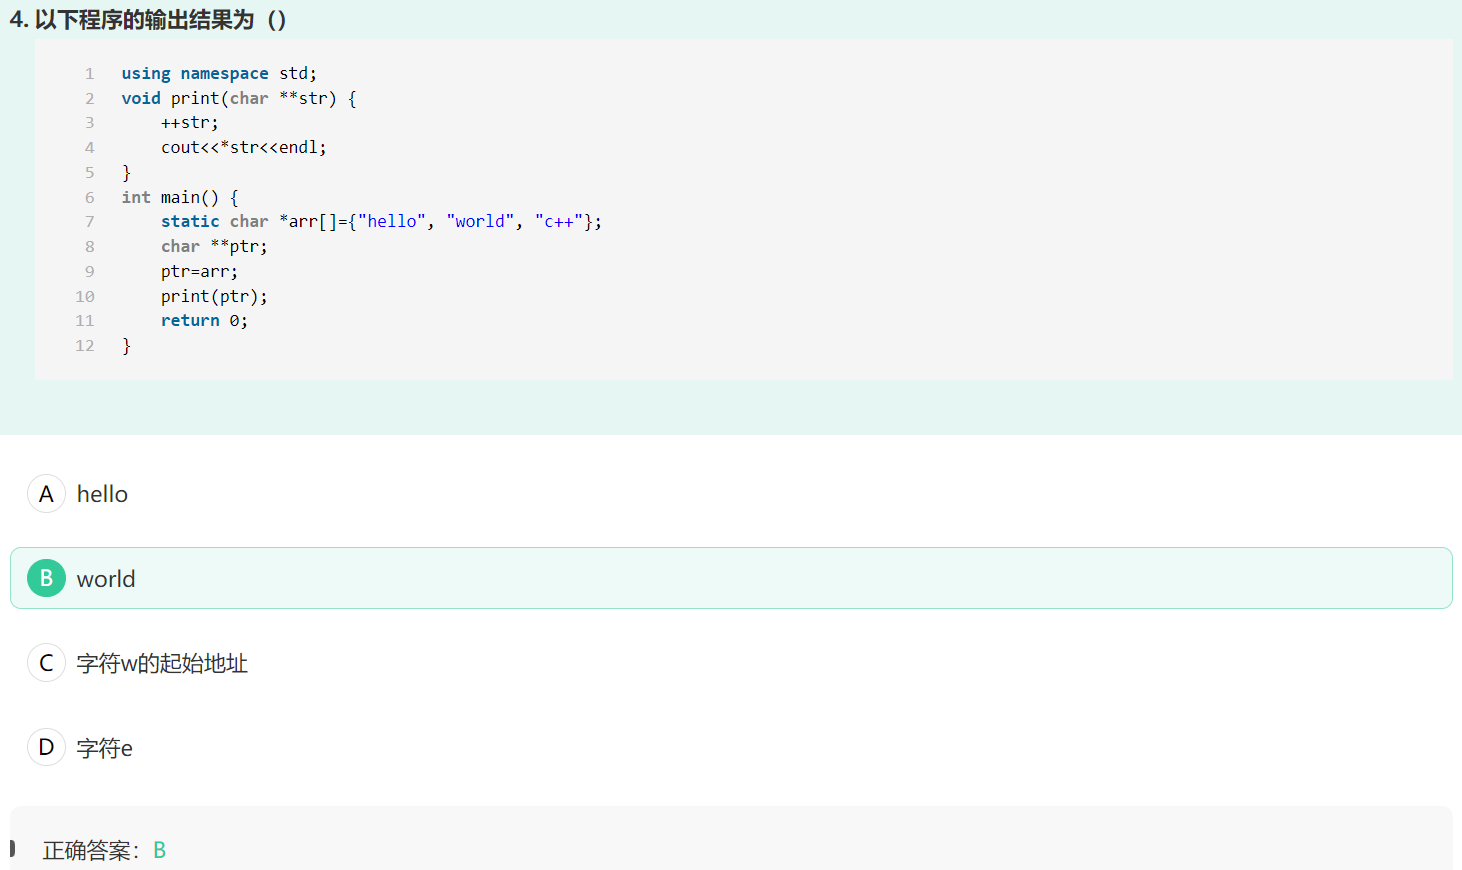 4. 以下程序的输出结果为（）
1 using namespace std;
2 void print(char **str) {
3 ++str;
4 cout<<*str<<endl;
5 }
6 int main() {
7 static char *arr[]={"hello", "world", "c++"};
8 char **ptr;
9 ptr=arr;
10 print(ptr);
11 return 0;
12 }
A hello
B world
C 字符w的起始地址
D 字符e
正确答案：B